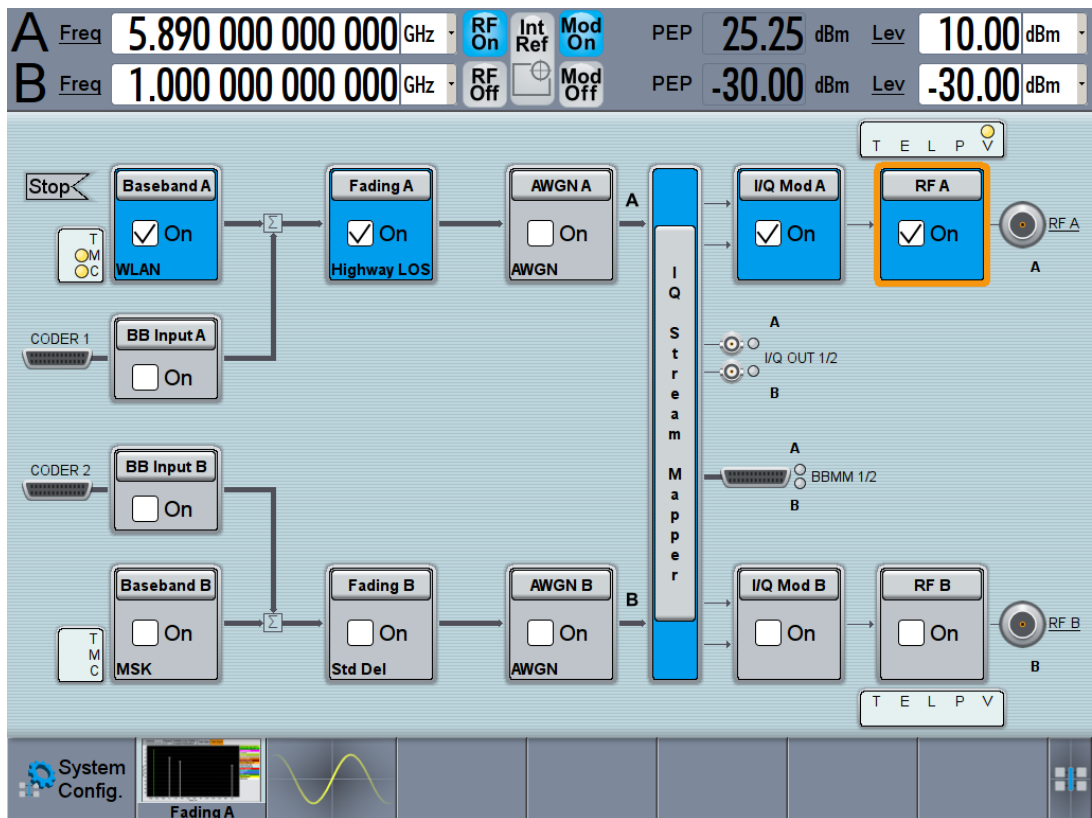 A Freq 5.890 000 000 000 GHz RF On Int Ref Mod On PEP 25.25 dBm Lev 10.00 dBm
B Freq 1.000 000 000 000 GHz RF Off Mod Off PEP -30.00 dBm Lev -30.00 dBm
T E L P V
Stop
Baseband A
On
WLAN
T
M
C
Fading A
On
Highway LOS
AWGN A
On
AWGN
A
IQ Stream Mapper
I/Q Mod A
On
RF A
On
RF A
A
CODER 1
BB Input A
On
A
I/Q OUT 1/2
B
CODER 2
BB Input B
On
A
BBMM 1/2
B
Baseband B
On
MSK
T
M
C
Fading B
On
Std Del
AWGN B
On
AWGN
B
I/Q Mod B
On
RF B
On
RF B
B
T E L P V
System
Config.
Fading A